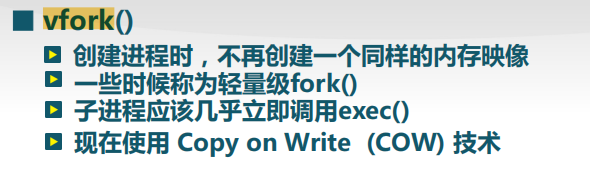 vfork()
创建进程时，不再创建一个同样的内存映像
一些时候称为轻量级fork()
子进程应该几乎立即调用exec()
现在使用 Copy on Write (COW) 技术